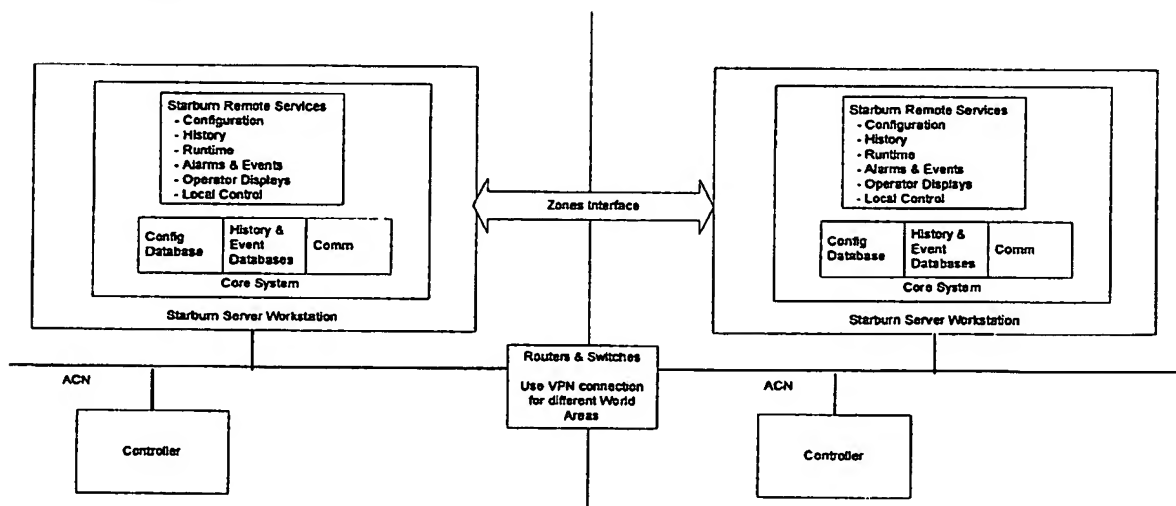 Starburn Remote Services
- Configuration
- History
- Runtime
- Alarms & Events
- Operator Displays
- Local Control
Config
Database
History &
Event
Databases
Comm
Core System
Starburn Server Workstation
Zones Interface
Starburn Remote Services
- Configuration
- History
- Runtime
- Alarms & Events
- Operator Displays
- Local Control
Config
Database
History &
Event
Databases
Comm
Core System
Starburn Server Workstation
ACN
Controller
Routers & Switches
Use VPN connection
for different World
Areas
ACN
Controller